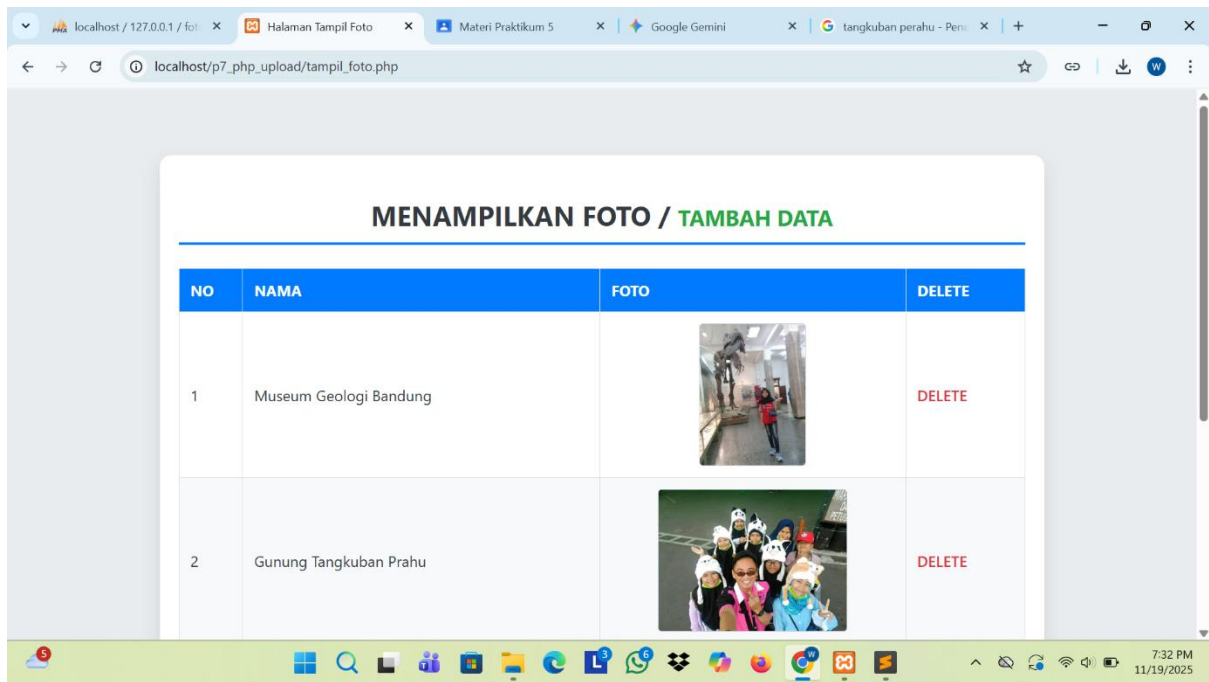 localhost / 127.0.0.1 / fot
Halaman Tampil Foto
Materi Praktikum 5
Google Gemini
tangkuban perahu - Pen
localhost/p7_php_upload/tampil_foto.php
W
MENAMPILKAN FOTO / TAMBAH DATA
NO NAMA FOTO DELETE
1 Museum Geologi Bandung DELETE
2 Gunung Tangkuban Prahu DELETE
7:32 PM
11/19/2025